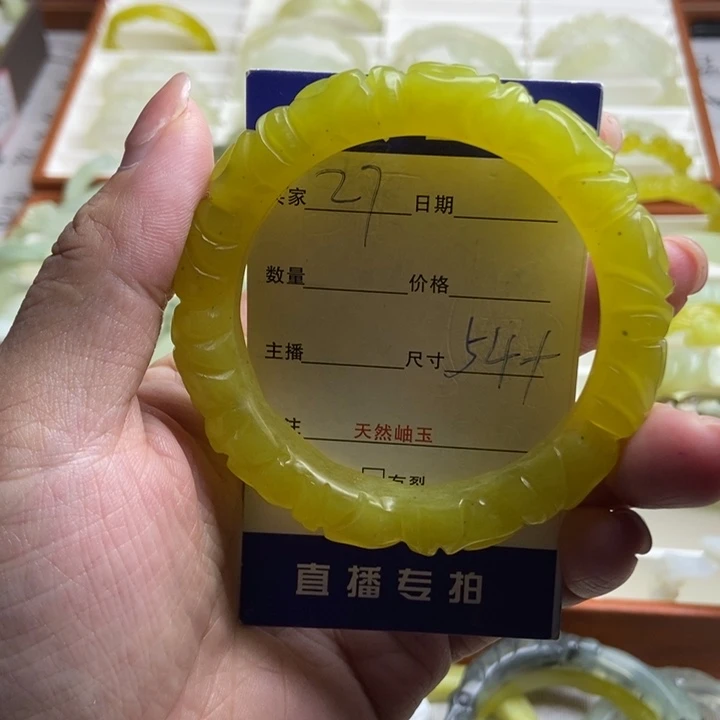 家 27 日期
数量 价格
主播 尺寸 54+
天然岫玉
有裂
直播专拍